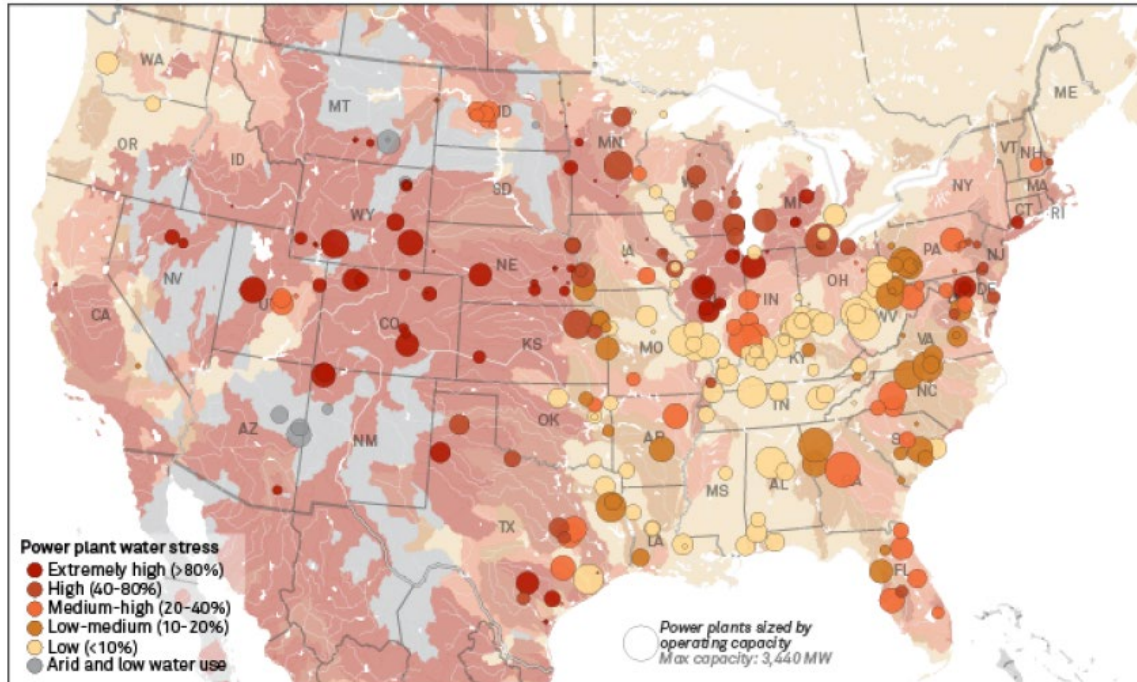 WA
MT
ND
ME
OR
ID
MN
VT
NH
SD
WY
MI
NY
MA
CT
RI
IA
NE
PA
NJ
NV
OH
IN
DE
CA
CO
WV
KS
MO
KY
VA
NC
OK
TN
AZ
NM
AR
MS
AL
GA
TX
LA
FL
Power plant water stress
Extremely high (>80%)
High (40-80%)
Medium-high (20-40%)
Low-medium (10-20%)
Low (<10%)
Arid and low water use
Power plants sized by
operating capacity
Max capacity: 3,440 MW